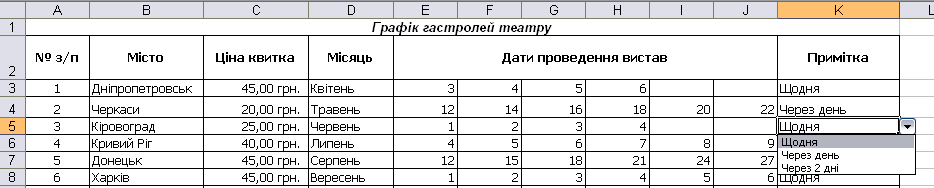 A B C D E F G H I J K L
1 Графік гастролей театру
2 № з/п Місто Ціна квитка Місяць Дати проведення вистав Примітка
3 1 Дніпропетровськ 45,00 грн. Квітень 3 4 5 6 Щодня
4 2 Черкаси 20,00 грн. Травень 12 14 16 18 20 22 Через день
5 3 Кіровоград 25,00 грн. Червень 1 2 3 4 Щодня
Щодня
6 4 Кривий Ріг 40,00 грн. Липень 4 5 6 7 8 9
Через день
7 5 Донецьк 45,00 грн. Серпень 12 15 18 21 24 27
Через 2 дні
8 6 Харків 45,00 грн. Вересень 1 2 3 4 5 6 Щодня